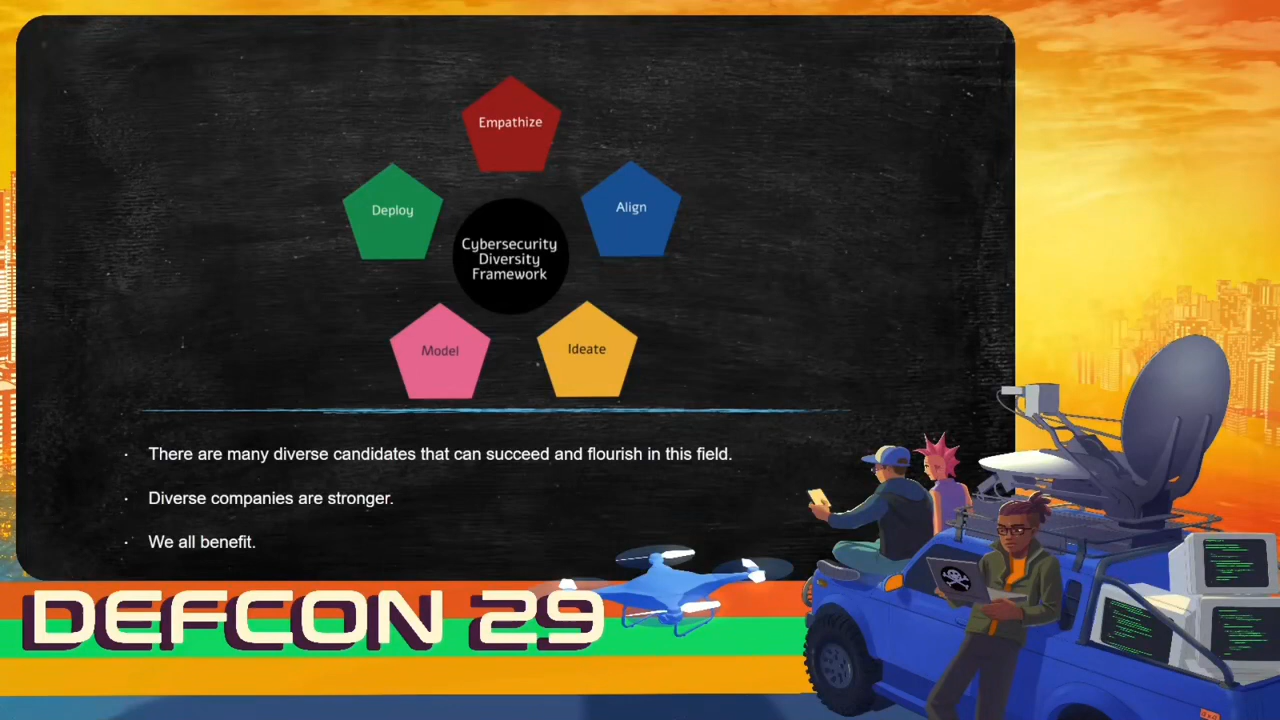 Empathize
Deploy
Align
Cybersecurity
Diversity
Framework
Model
Ideate
· There are many diverse candidates that can succeed and flourish in this field.
· Diverse companies are stronger.
· We all benefit.
DEFCON 29